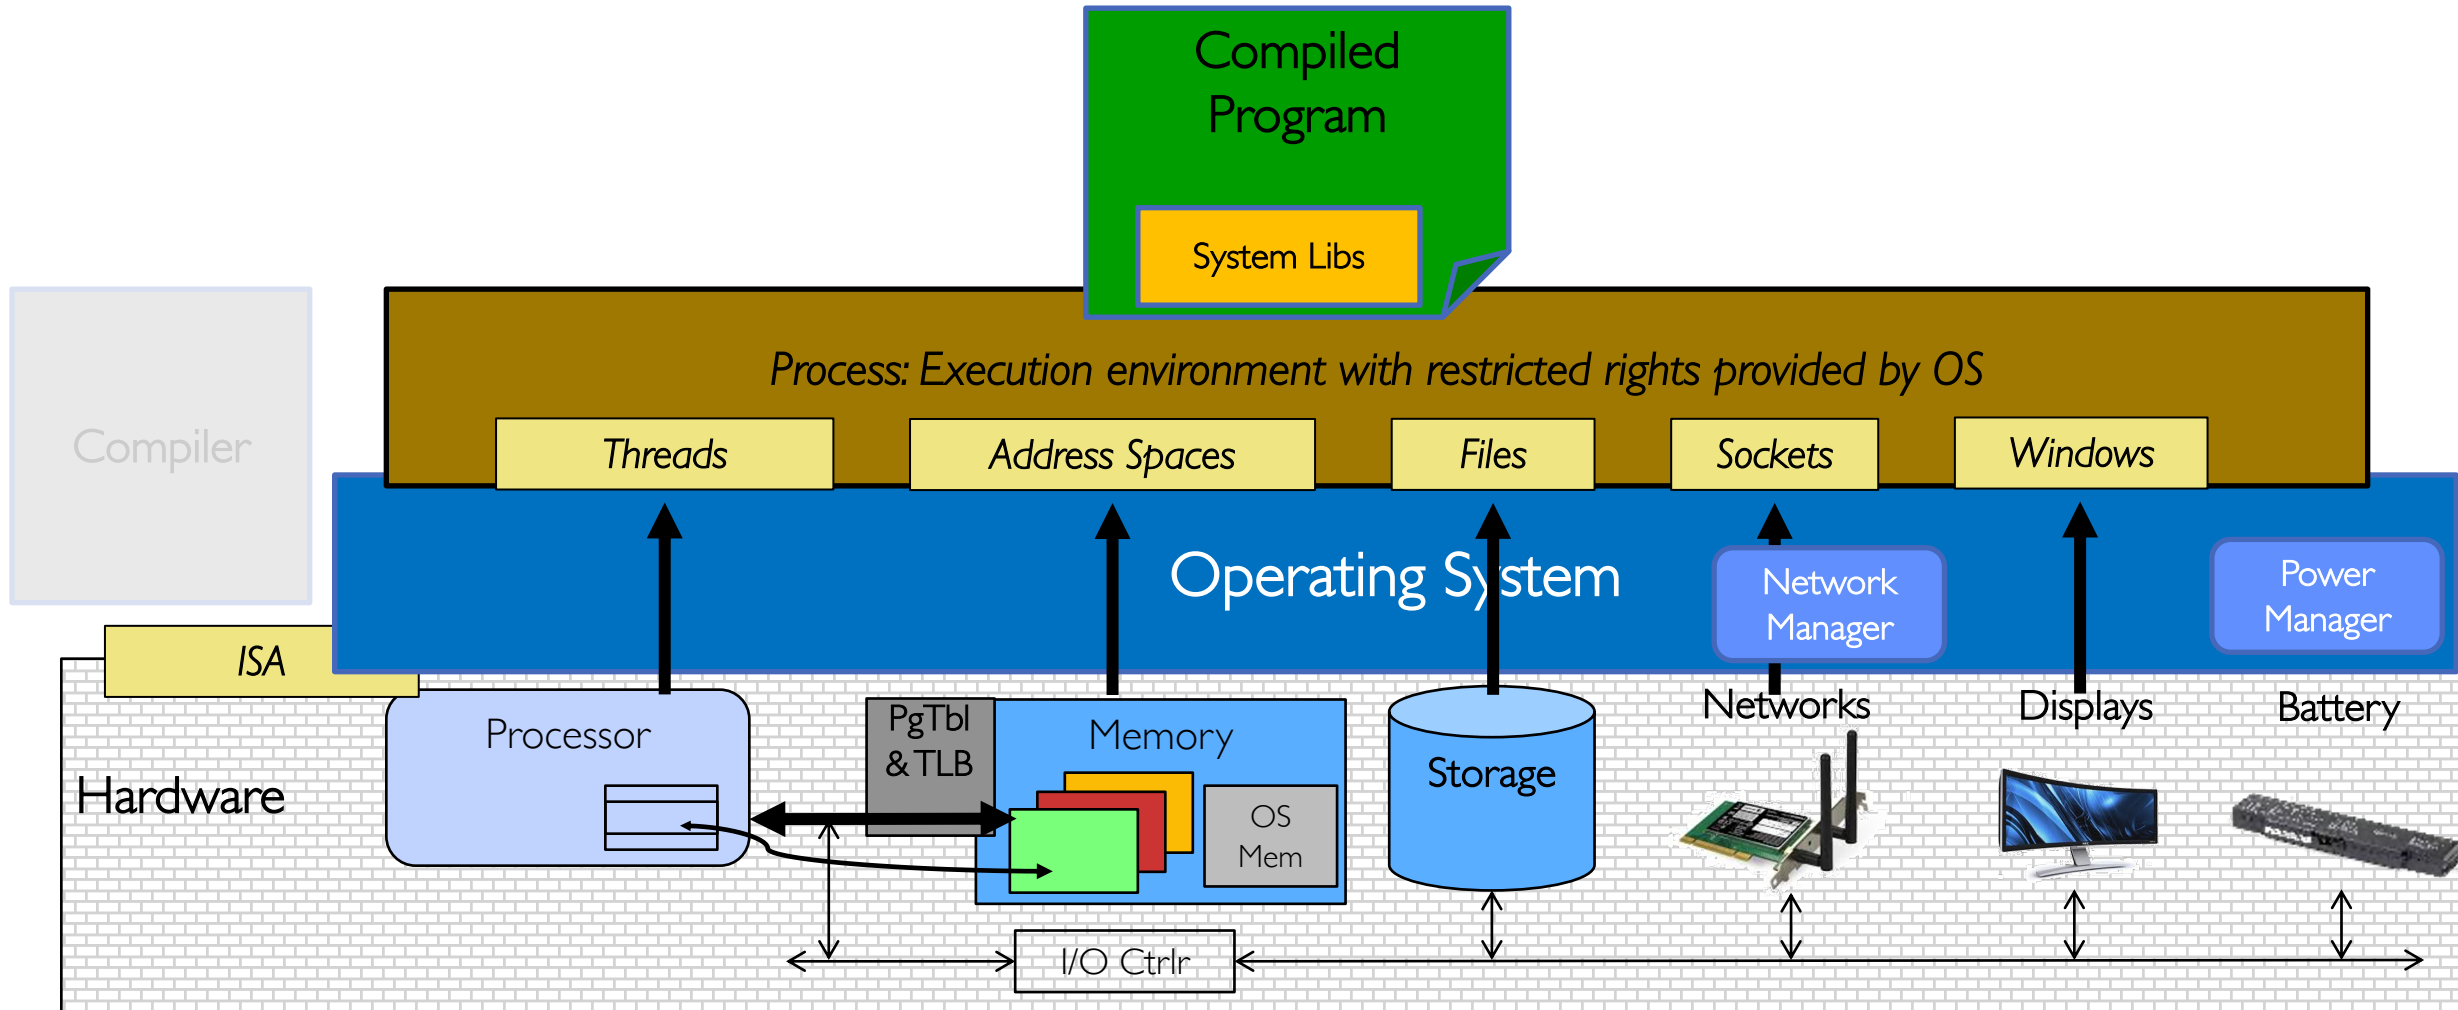 Compiled
Program
System Libs
Process: Execution environment with restricted rights provided by OS
Compiler
Threads
Address Spaces
Files
Sockets
Windows
Operating System
Network
Manager
Power
Manager
ISA
Hardware
Processor
PgTbl
& TLB
Memory
OS
Mem
Storage
Networks
Displays
Battery
I/O Ctrlr